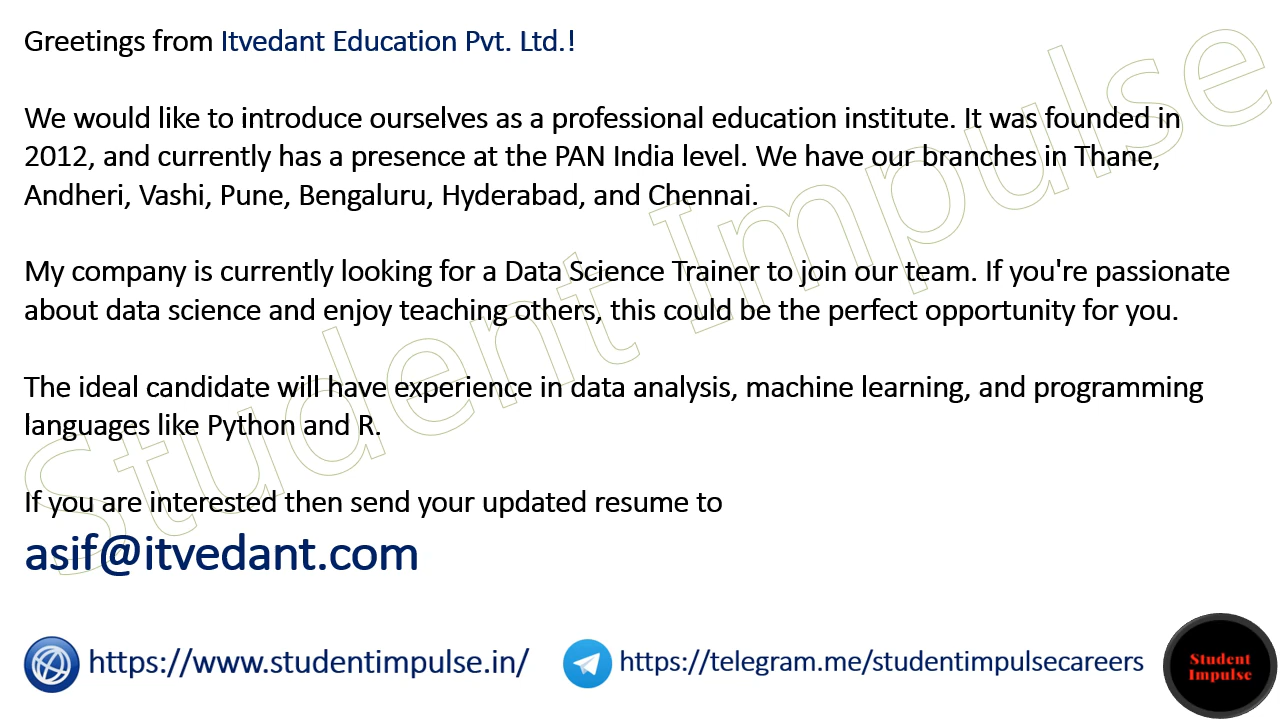 Greetings from Itvedant Education Pvt. Ltd.!
We would like to introduce ourselves as a professional education institute. It was founded in
2012, and currently has a presence at the PAN India level. We have our branches in Thane,
Andheri, Vashi, Pune, Bengaluru, Hyderabad, and Chennai.
My company is currently looking for a Data Science Trainer to join our team. If you're passionate
about data science and enjoy teaching others, this could be the perfect opportunity for you.
The ideal candidate will have experience in data analysis, machine learning, and programming
languages like Python and R.
If you are interested then send your updated resume to
asif@itvedant.com
Student Impulse
https://www.studentimpulse.in/
https://telegram.me/studentimpulsecareers
Student
Impulse